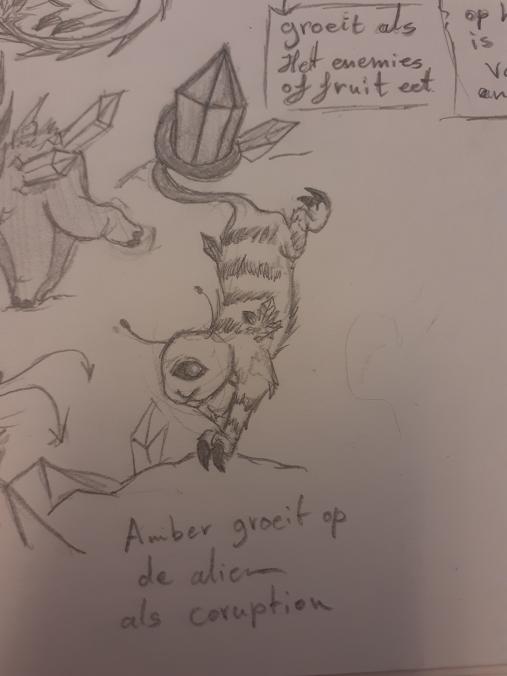 groeit als
Het enemies
of fruit eet
op
is
Amber groeit op
de alien
als coruption